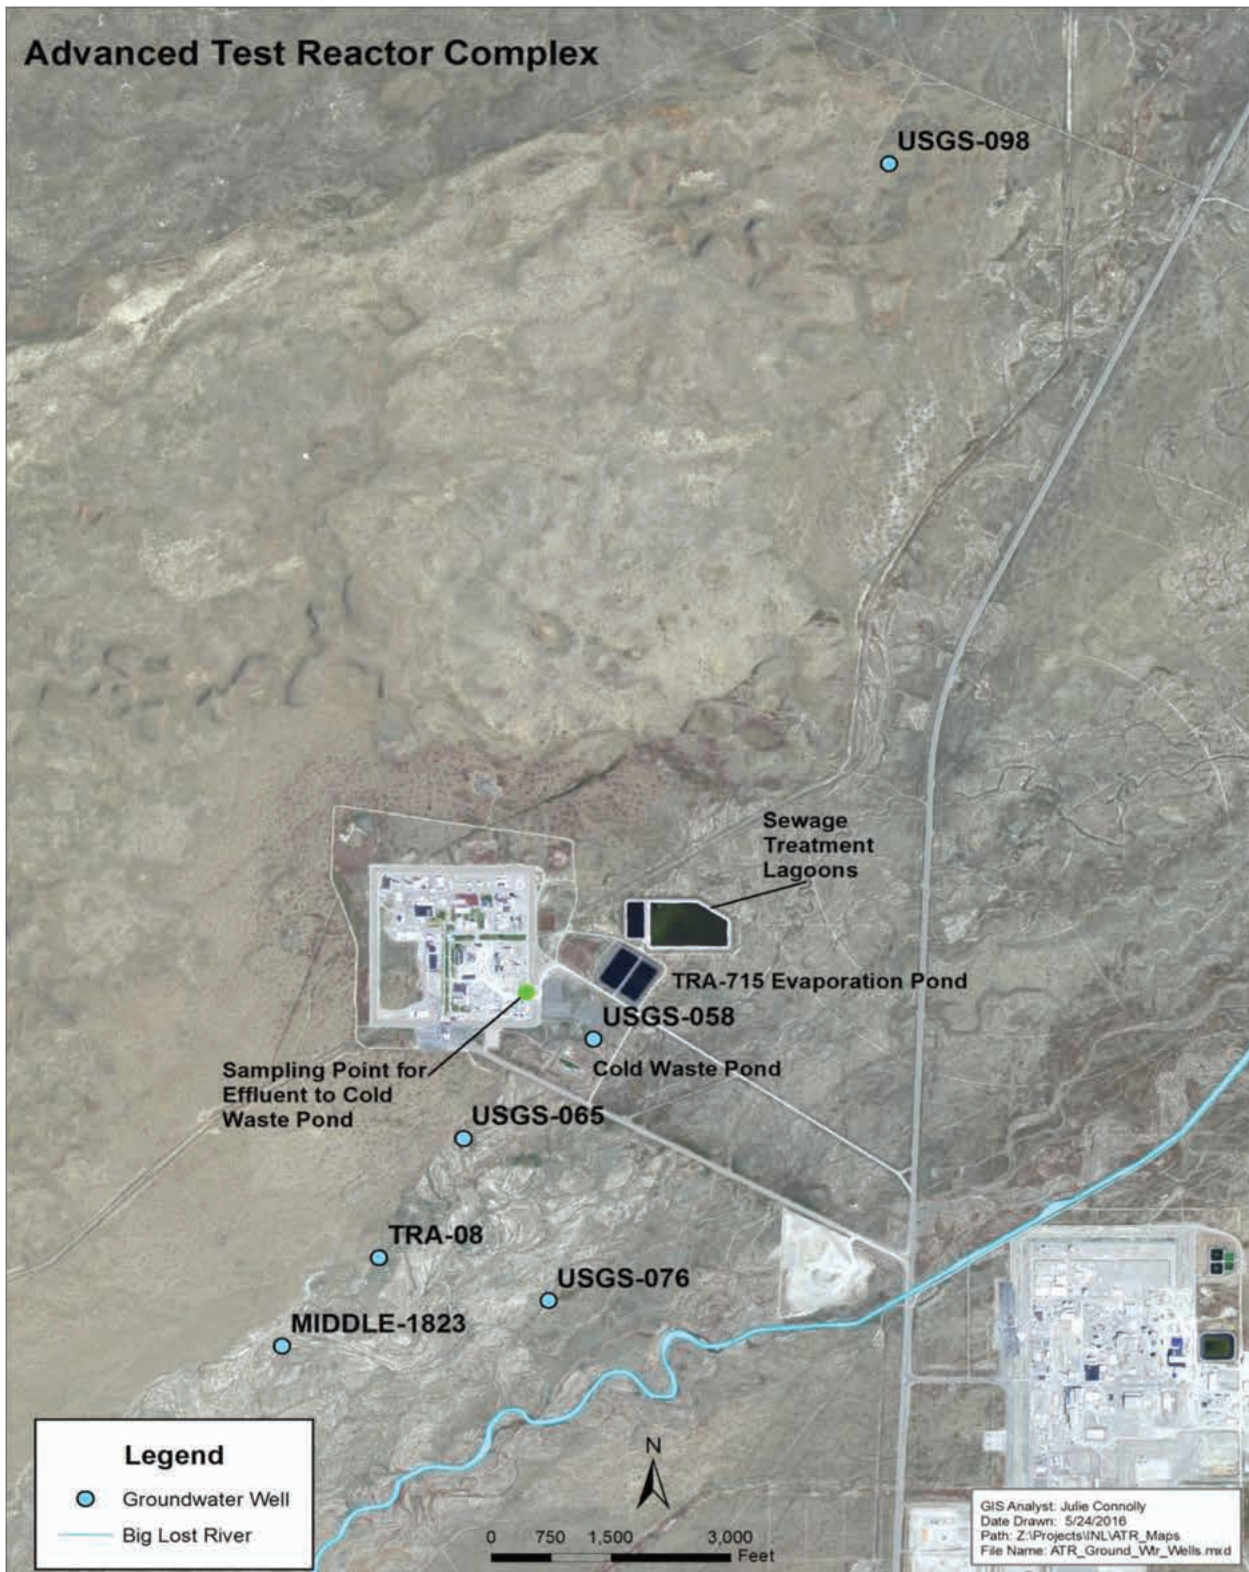 Advanced Test Reactor Complex
USGS-098
Sewage
Treatment
Lagoons
TRA-715 Evaporation Pond
USGS-058
Cold Waste Pond
Sampling Point for
Effluent to Cold
Waste Pond
USGS-065
TRA-08
USGS-076
MIDDLE-1823
Legend
Groundwater Well
Big Lost River
N
0 750 1,500 3,000
Feet
GIS Analyst: Julie Connolly
Date Drawn: 5/24/2016
Path: Z:\Projects\INL\ATR_Maps
File Name: ATR_Ground_Wtr_Wells.mxd